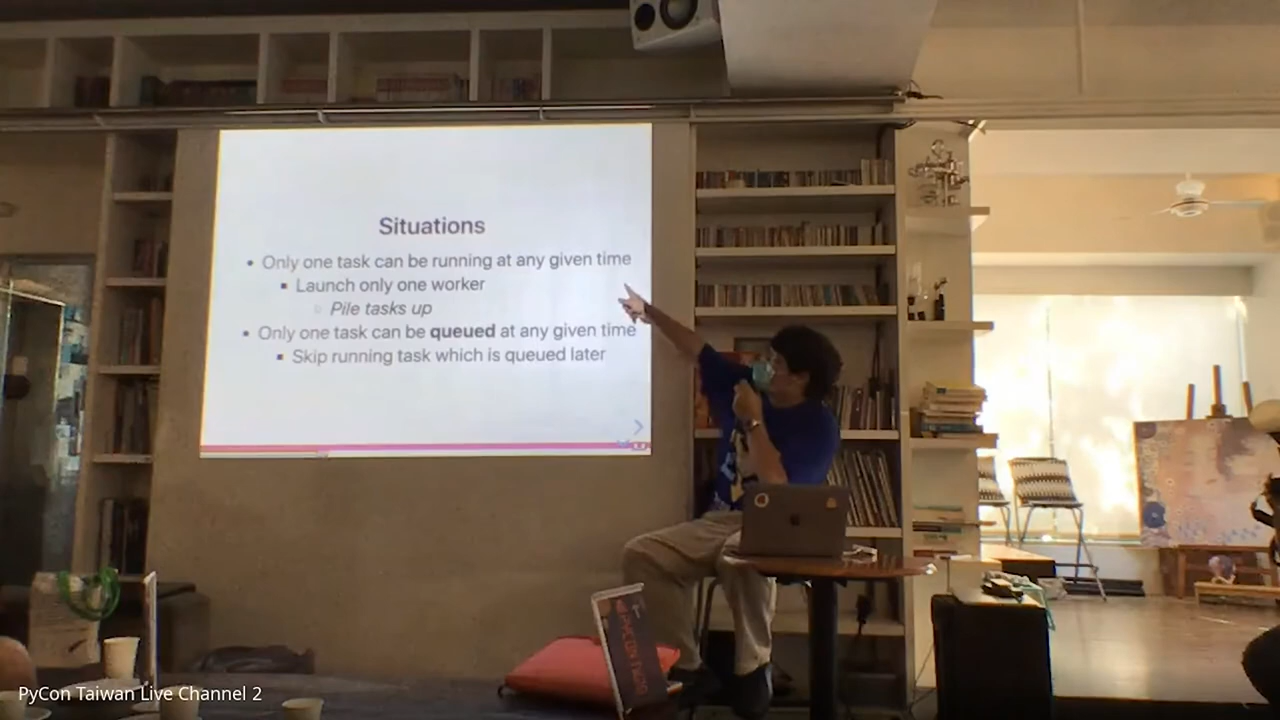 Situations
• Only one task can be running at any given time
▪ Launch only one worker
◦ Pile tasks up
• Only one task can be queued at any given time
▪ Skip running task which is queued later
PyCon Taiwan Live Channel 2